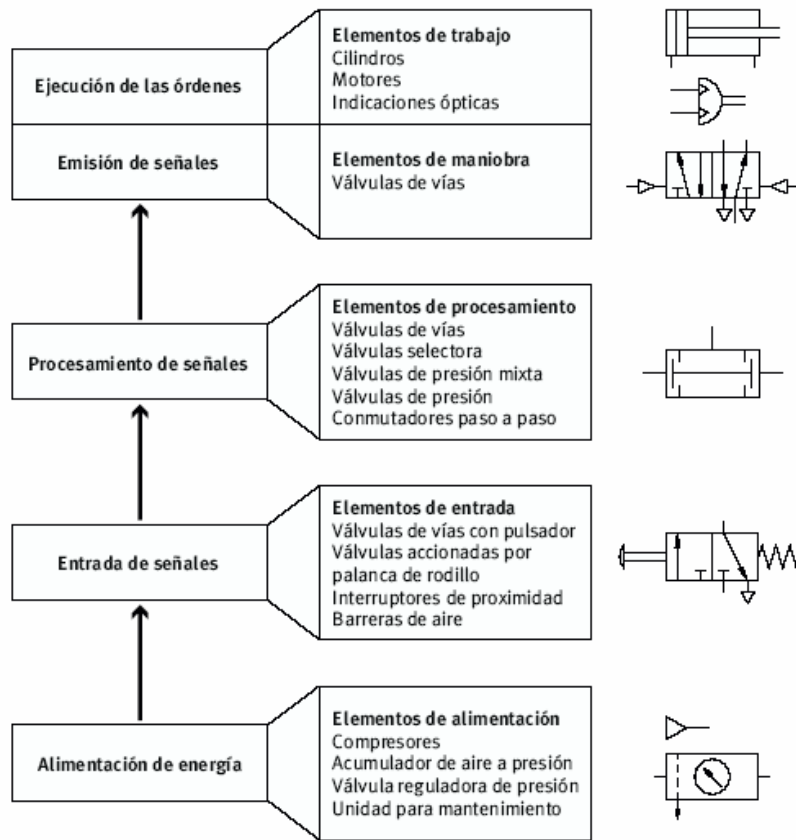 Elementos de trabajo
Ejecución de las órdenes
Cilindros
Motores
Indicaciones ópticas
Emisión de señales
Elementos de maniobra
Válvulas de vías
Elementos de procesamiento
Válvulas de vías
Válvulas selectora
Procesamiento de señales
Válvulas de presión mixta
Válvulas de presión
Conmutadores paso a paso
Elementos de entrada
Válvulas de vías con pulsador
Entrada de señales
Válvulas accionadas por
palanca de rodillo
Interruptores de proximidad
Barreras de aire
Elementos de alimentación
Compresores
Alimentación de energía
Acumulador de aire a presión
Válvula reguladora de presión
Unidad para mantenimiento